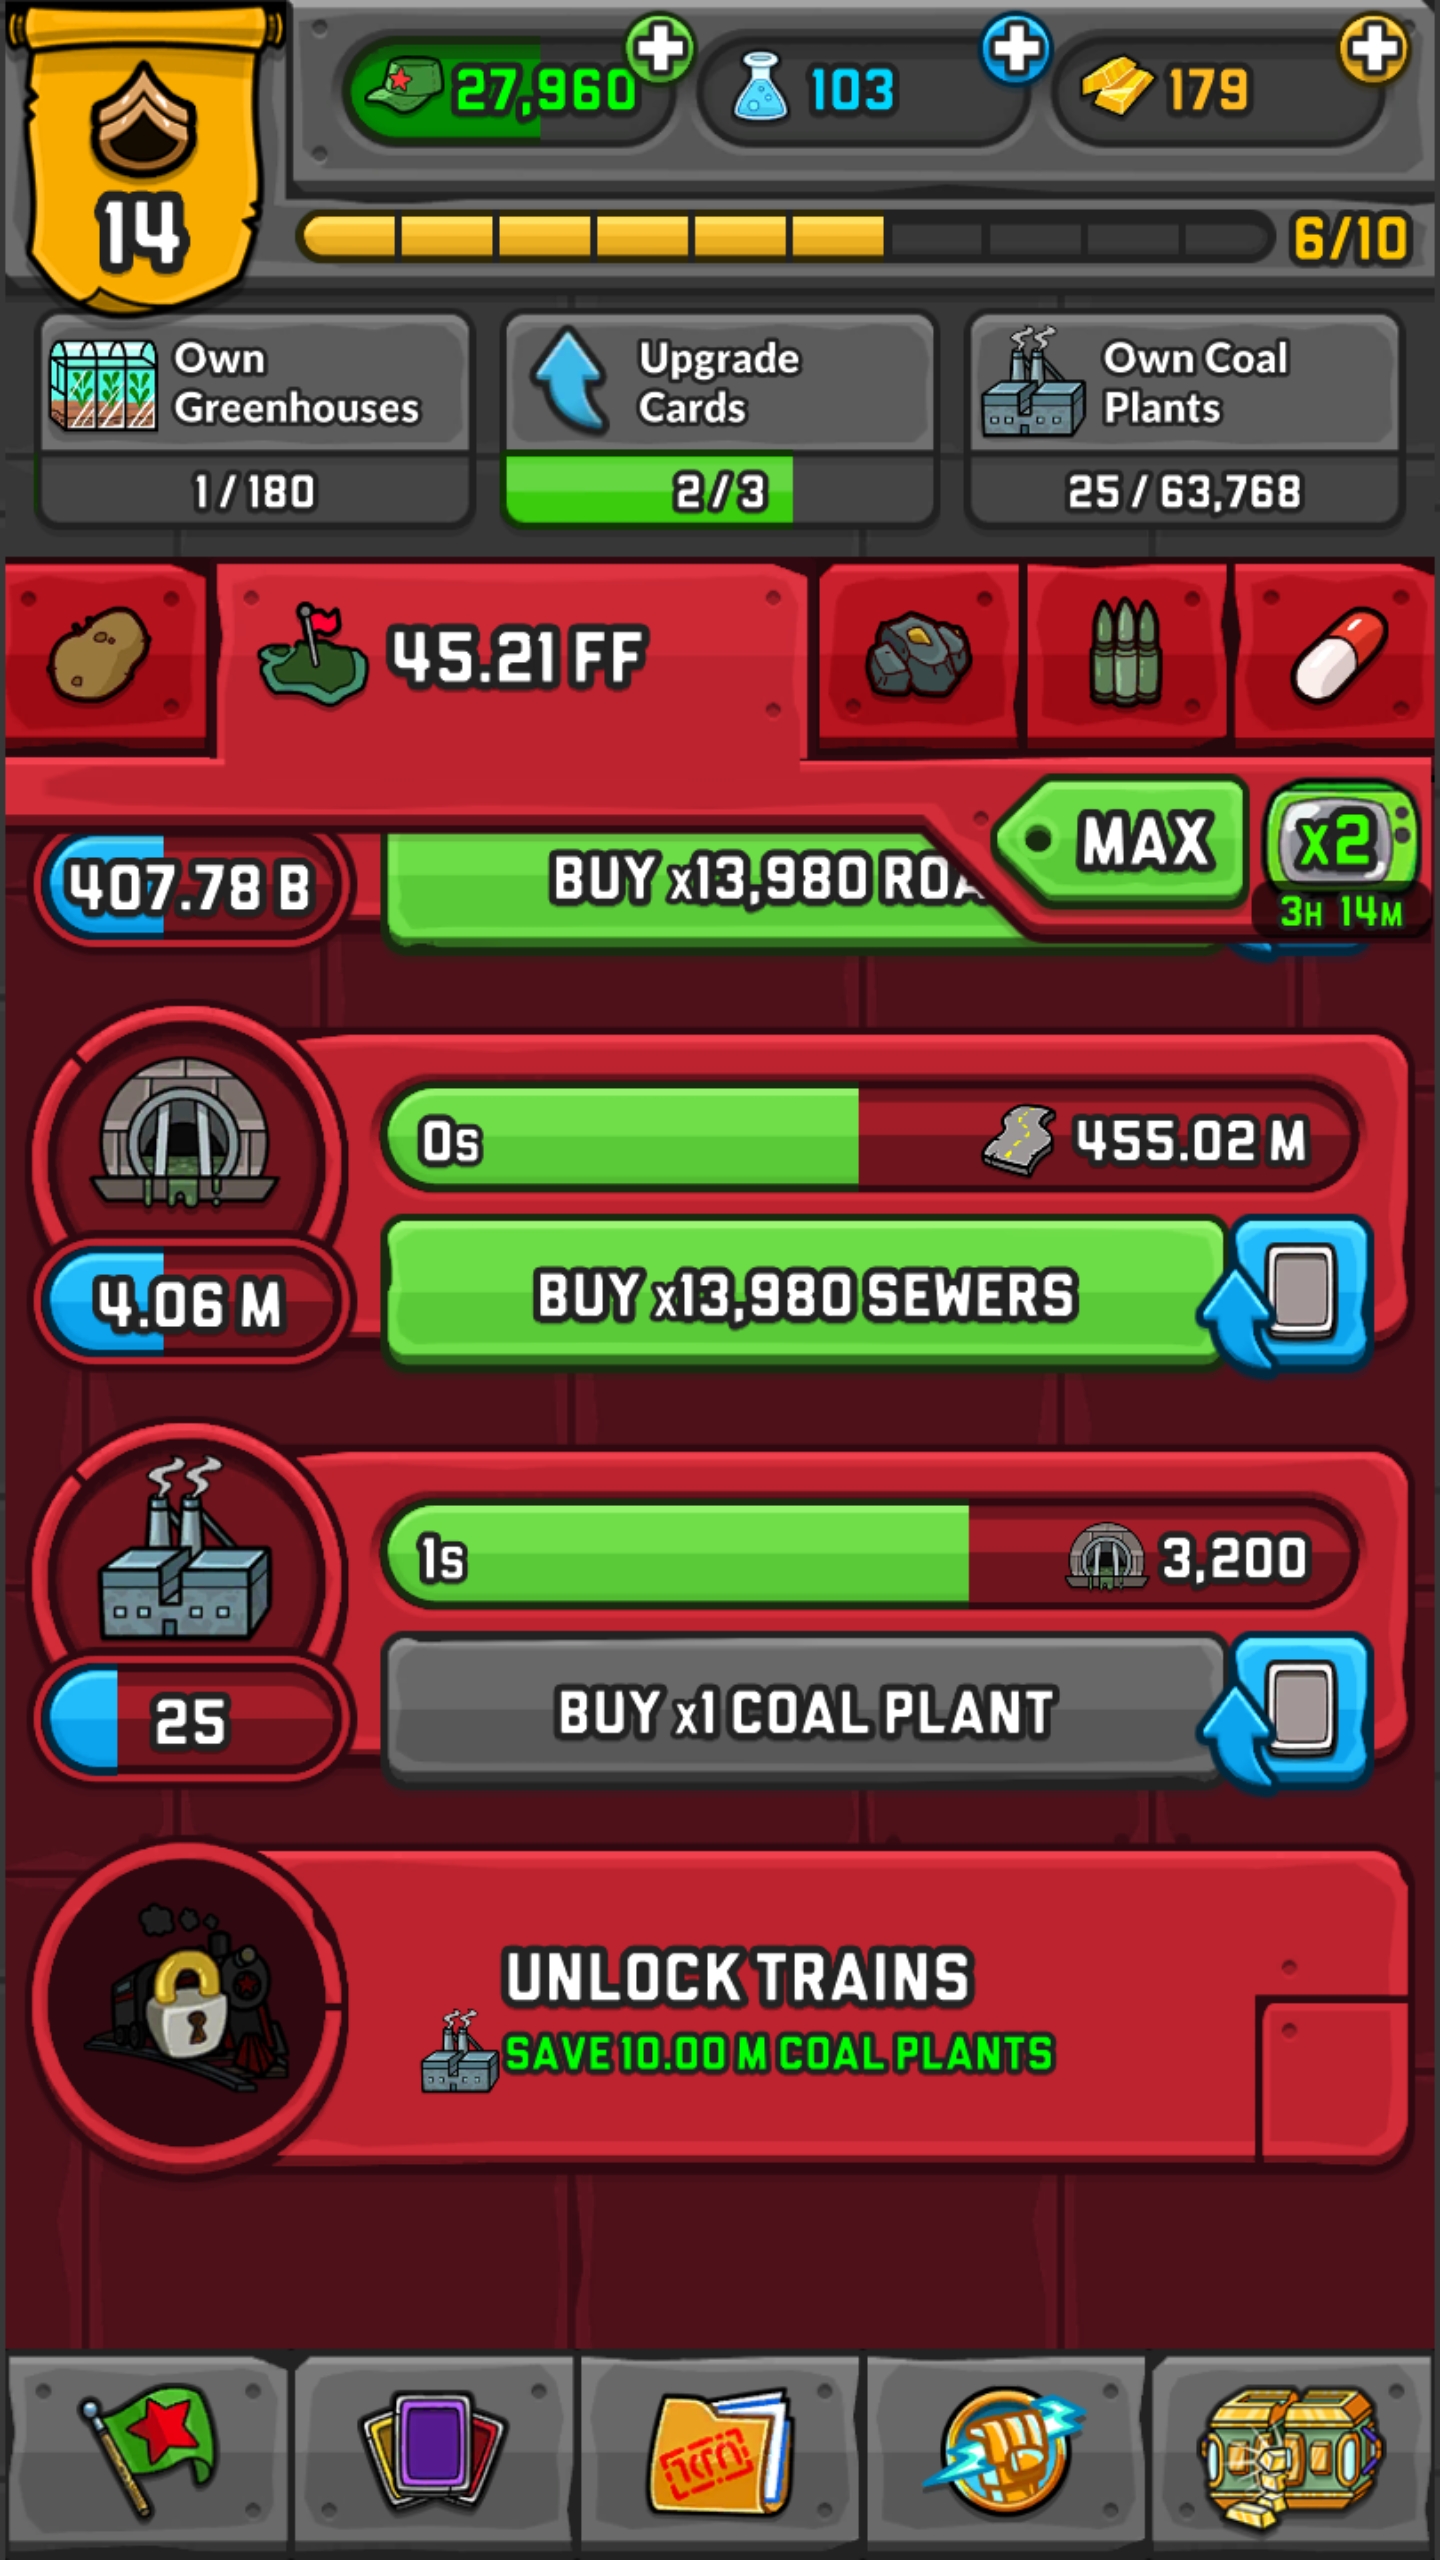 27,960
103
179
14
6/10
Own
Greenhouses
1/180
Upgrade
Cards
2/3
Own Coal
Plants
25/63,768
45.21 FF
MAX
x2
3H 14M
407.78 B
BUY x13,980
0s
455.02 M
4.06 M
BUY x13,980 SEWERS
1s
3,200
25
BUY x1 COAL PLANT
UNLOCK TRAINS
SAVE 10.00 M COAL PLANTS